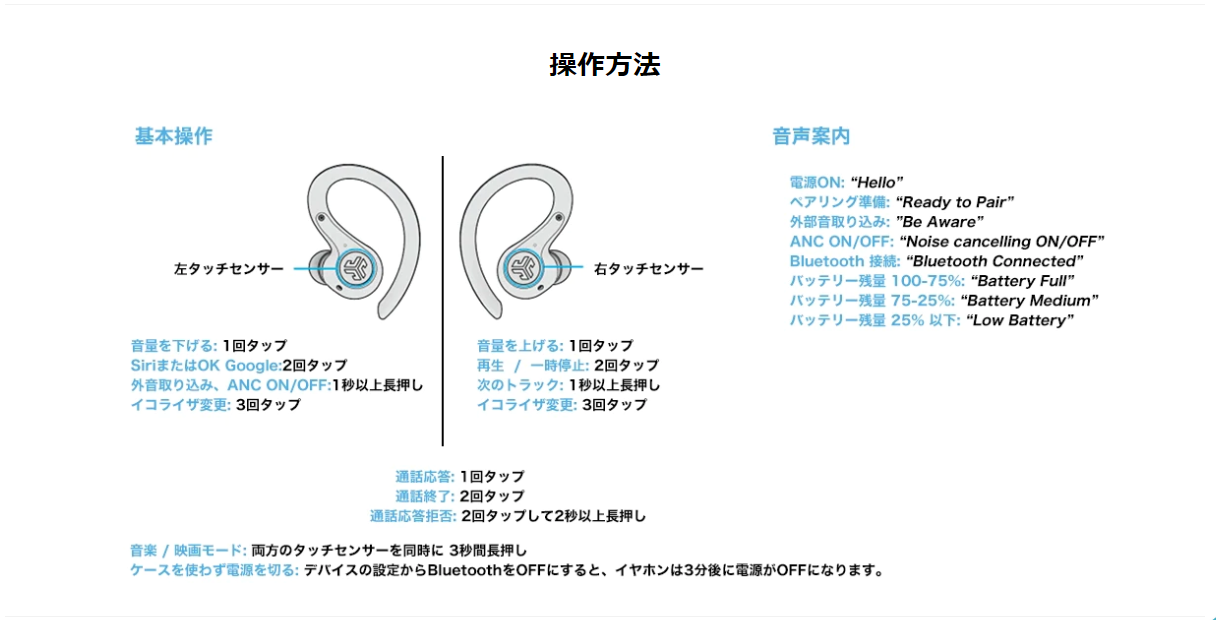 操作方法
基本操作
左タッチセンサー
右タッチセンサー
音量を下げる: 1回タップ
SiriまたはOK Google:2回タップ
外音取り込み、ANC ON/OFF:1秒以上長押し
イコライザ変更: 3回タップ
音量を上げる: 1回タップ
再生 / 一時停止: 2回タップ
次のトラック: 1秒以上長押し
イコライザ変更: 3回タップ
通話応答: 1回タップ
通話終了: 2回タップ
通話応答拒否: 2回タップして2秒以上長押し
音楽 / 映画モード: 両方のタッチセンサーを同時に 3秒間長押し
ケースを使わず電源を切る: デバイスの設定からBluetoothをOFFにすると、イヤホンは3分後に電源がOFFになります。
音声案内
電源ON: “Hello”
ペアリング準備: “Ready to Pair”
外部音取り込み: ”Be Aware”
ANC ON/OFF: “Noise cancelling ON/OFF”
Bluetooth 接続: “Bluetooth Connected”
バッテリー残量 100-75%: “Battery Full”
バッテリー残量 75-25%: “Battery Medium”
バッテリー残量 25% 以下: “Low Battery”